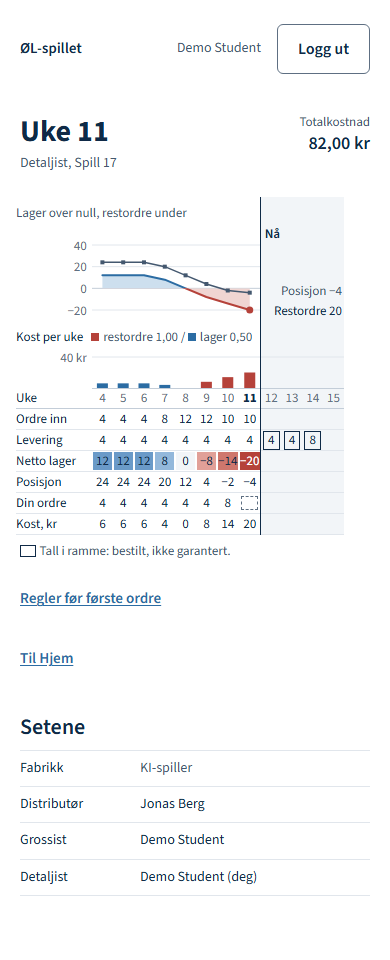 ØL-spillet Demo Student Logg ut
Uke 11 Totalkostnad
82,00 kr
Detaljist, Spill 17
Lager over null, restordre under
Nå
40
20
0
−20
Posisjon −4
Restordre 20
Kost per uke restordre 1,00 / lager 0,50
40 kr
Uke 4 5 6 7 8 9 10 11 12 13 14 15
Ordre inn 4 4 4 8 12 12 10 10
Levering 4 4 4 4 4 4 4 4 4 4 8
Netto lager 12 12 12 8 0 −8 −14 −20
Posisjon 24 24 24 20 12 4 −2 −4
Din ordre 4 4 4 4 4 4 8
Kost, kr 6 6 6 4 0 8 14 20
Tall i ramme: bestilt, ikke garantert.
Regler før første ordre
Til Hjem
Setene
Fabrikk KI-spiller
Distributør Jonas Berg
Grossist Demo Student
Detaljist Demo Student (deg)